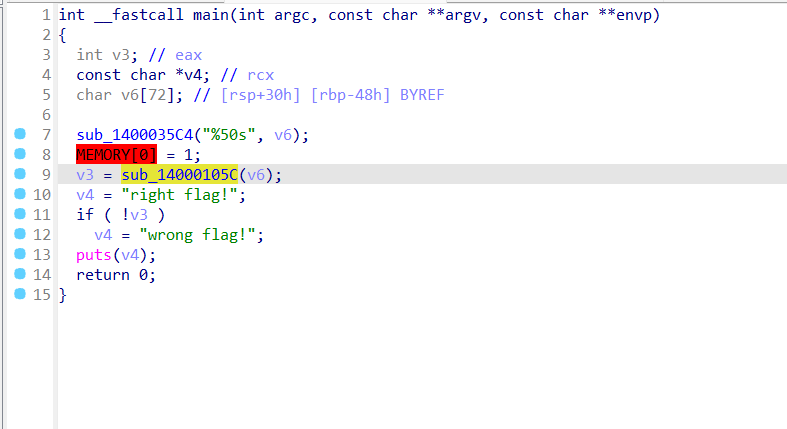 1 int __fastcall main(int argc, const char **argv, const char **envp)
2 {
3 int v3; // eax
4 const char *v4; // rcx
5 char v6[72]; // [rsp+30h] [rbp-48h] BYREF
6
7 sub_1400035C4("%50s", v6);
8 MEMORY[0] = 1;
9 v3 = sub_14000105C(v6);
10 v4 = "right flag!";
11 if ( !v3 )
12 v4 = "wrong flag!";
13 puts(v4);
14 return 0;
15 }